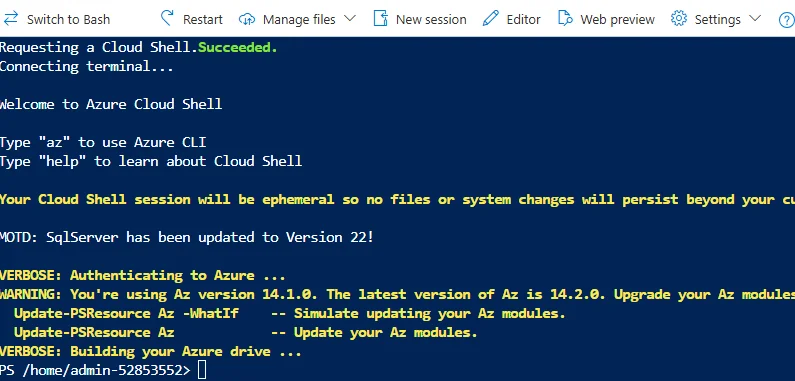 Switch to Bash Restart Manage files New session Editor Web preview Settings
Requesting a Cloud Shell.Succeeded.
Connecting terminal...
Welcome to Azure Cloud Shell
Type "az" to use Azure CLI
Type "help" to learn about Cloud Shell
Your Cloud Shell session will be ephemeral so no files or system changes will persist beyond your cu
MOTD: SqlServer has been updated to Version 22!
VERBOSE: Authenticating to Azure ...
WARNING: You're using Az version 14.1.0. The latest version of Az is 14.2.0. Upgrade your Az modules
Update-PSResource Az -WhatIf -- Simulate updating your Az modules.
Update-PSResource Az -- Update your Az modules.
VERBOSE: Building your Azure drive ...
PS /home/admin-52853552>